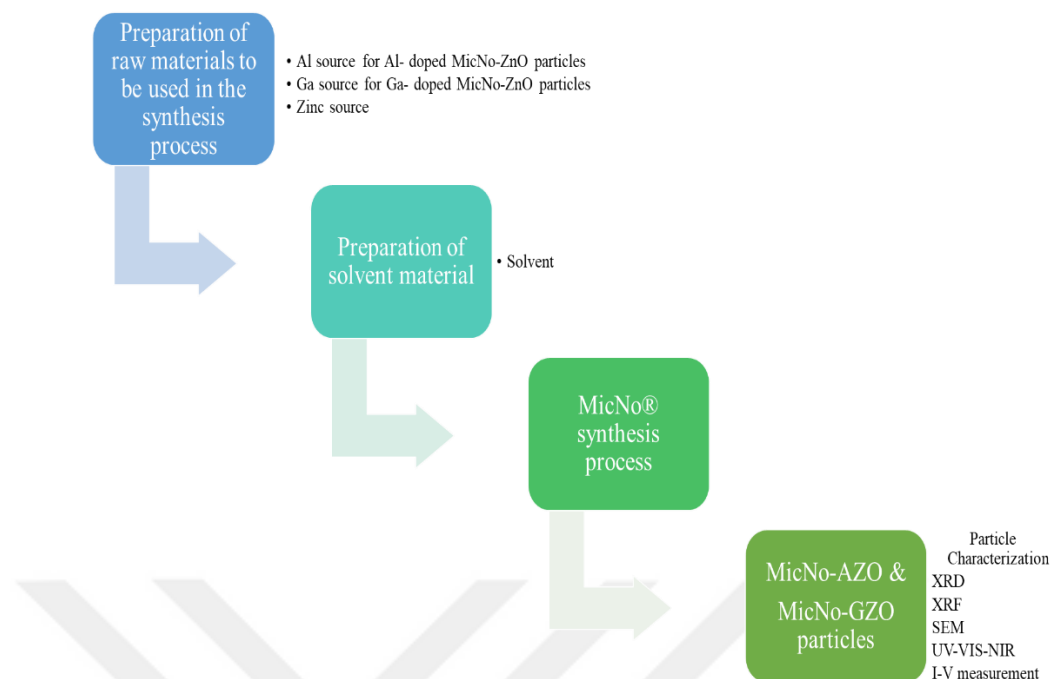 Preparation of
raw materials to
be used in the
synthesis
process
• Al source for Al- doped MicNo-ZnO particles
• Ga source for Ga- doped MicNo-ZnO particles
• Zinc source
Preparation of
solvent material
• Solvent
MicNo® 
synthesis
process
MicNo-AZO &
MicNo-GZO
particles
Particle
Characterization
XRD
XRF
SEM
UV-VIS-NIR
I-V measurement